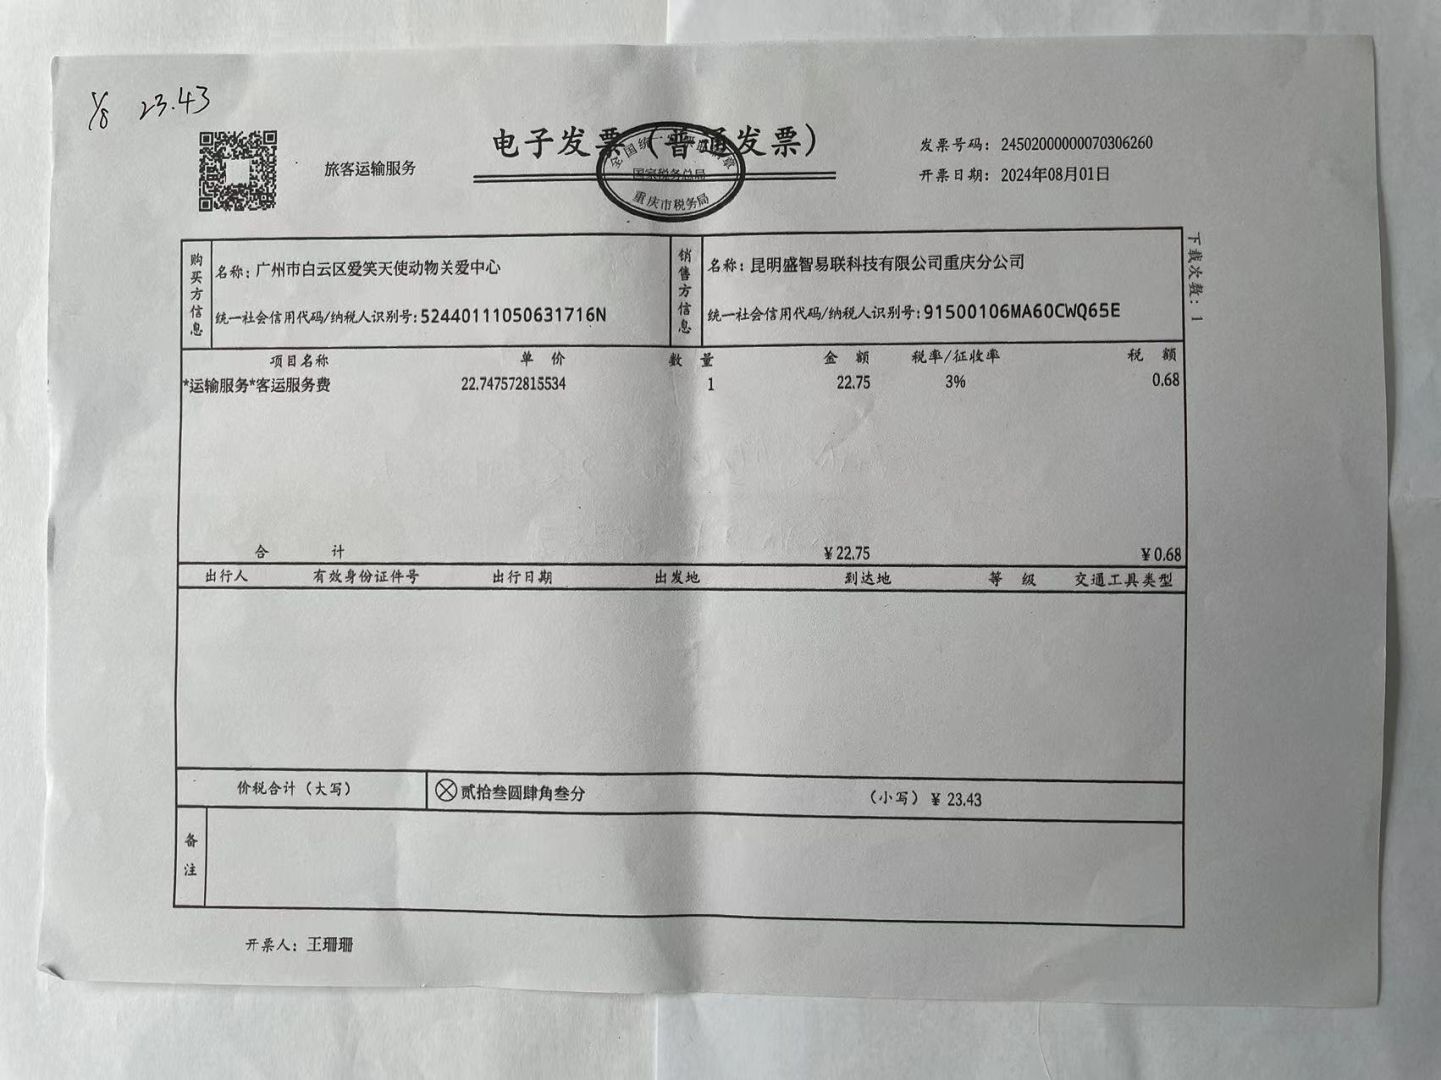 1/8 23.43
电子发票（普通发票）
旅客运输服务
全国统一发票监制章
国家税务总局
重庆市税务局
发票号码：24502000000070306260
开票日期：2024年08月01日
下载次数：1
购买方信息
名称：广州市白云区爱笑天使动物关爱中心
统一社会信用代码/纳税人识别号：52440111050631716N
销售方信息
名称：昆明盛智易联科技有限公司重庆分公司
统一社会信用代码/纳税人识别号：91500106MA60CWQ65E
项目名称 单价 数量 金额 税率/征收率 税额
*运输服务*客运服务费 22.747572815534 1 22.75 3% 0.68
合计 ¥22.75 ¥0.68
出行人 有效身份证件号 出行日期 出发地 到达地 等级 交通工具类型
价税合计（大写） ⊗贰拾叁圆肆角叁分 （小写）¥ 23.43
备注
开票人：王珊珊